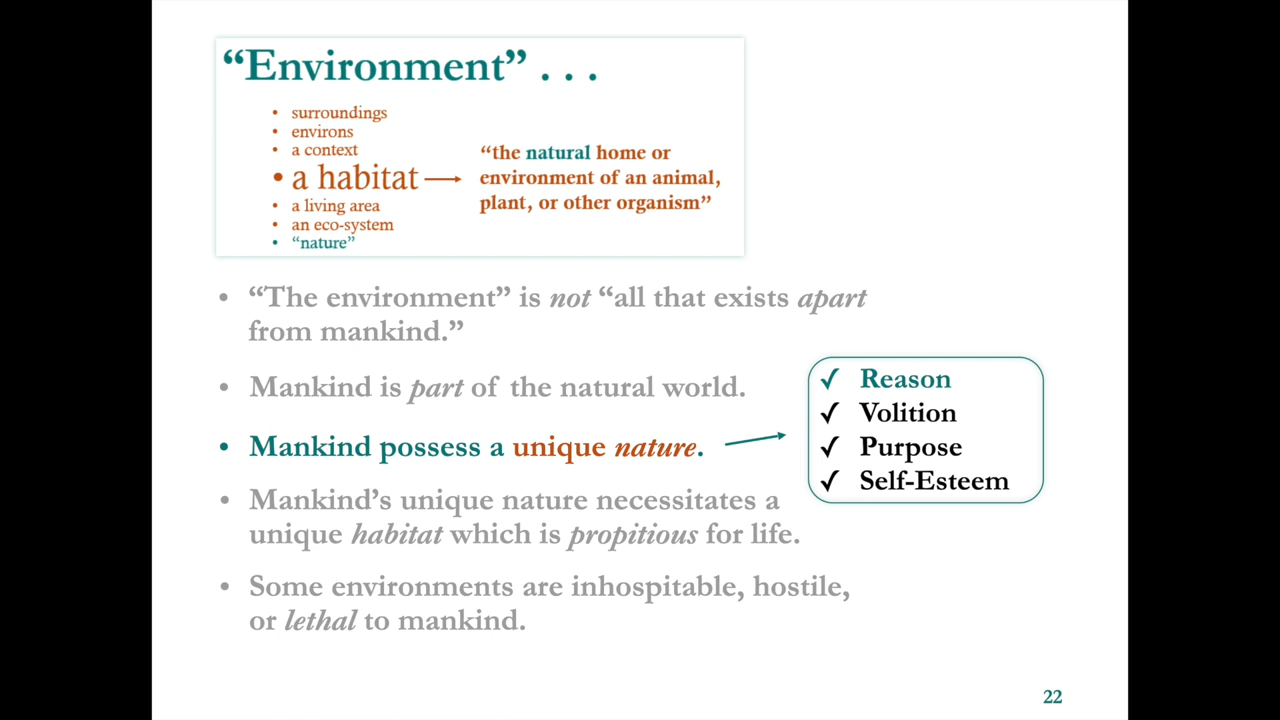 “Environment” . . .
• surroundings
• environs
• a context
• a habitat
“the natural home or
environment of an animal,
plant, or other organism”
• a living area
• an eco-system
• “nature”
• “The environment” is not “all that exists apart
from mankind.”
• Mankind is part of the natural world.
• Mankind possess a unique nature.
✓ Reason
✓ Volition
✓ Purpose
✓ Self-Esteem
• Mankind’s unique nature necessitates a
unique habitat which is propitious for life.
• Some environments are inhospitable, hostile,
or lethal to mankind.
22